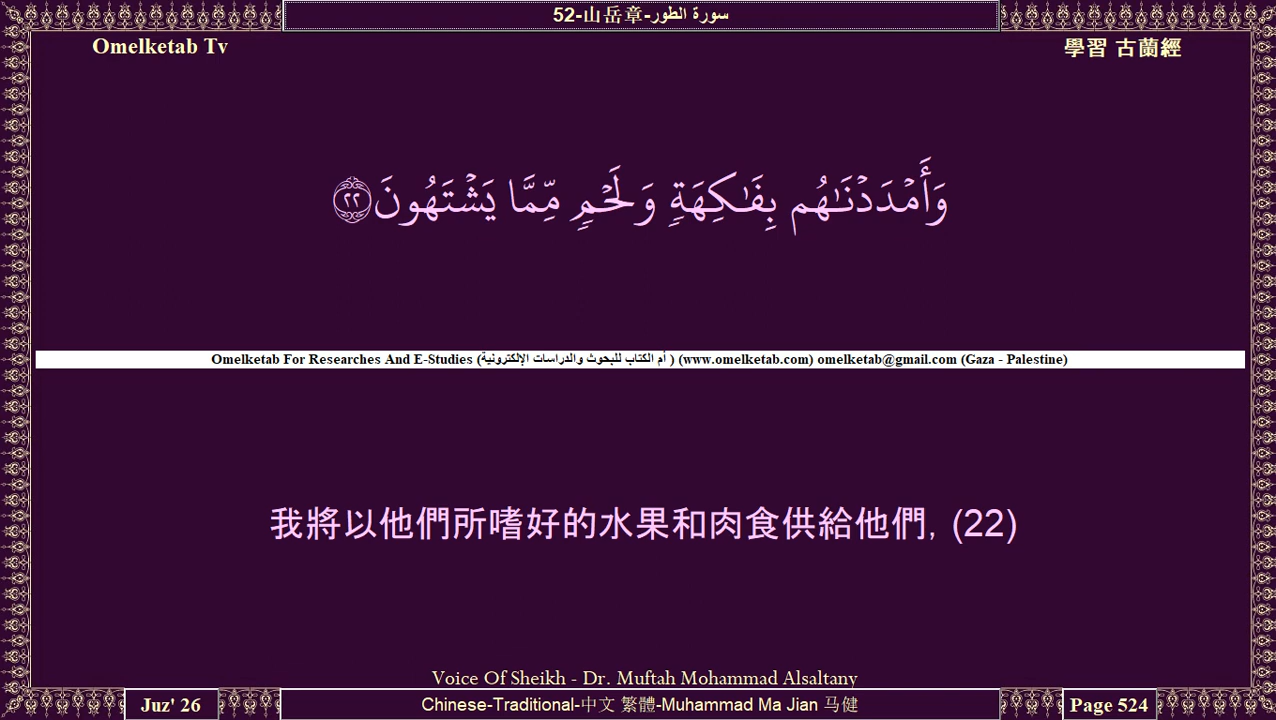 52-山岳章-سورة الطور
Omelketab Tv
學習 古蘭經
وَأَمۡدَدۡنَٰهُم بِفَٰكِهَةٖ وَلَحۡمٖ مِّمَّا يَشۡتَهُونَ ٢٢
Omelketab For Researches And E-Studies (أم الكتاب للبحوث والدراسات الإلكترونية ) (www.omelketab.com) omelketab@gmail.com (Gaza - Palestine)
我將以他們所嗜好的水果和肉食供給他們, (22)
Voice Of Sheikh - Dr. Muftah Mohammad Alsaltany
Juz' 26
Chinese-Traditional-中文 繁體-Muhammad Ma Jian 马健
Page 524